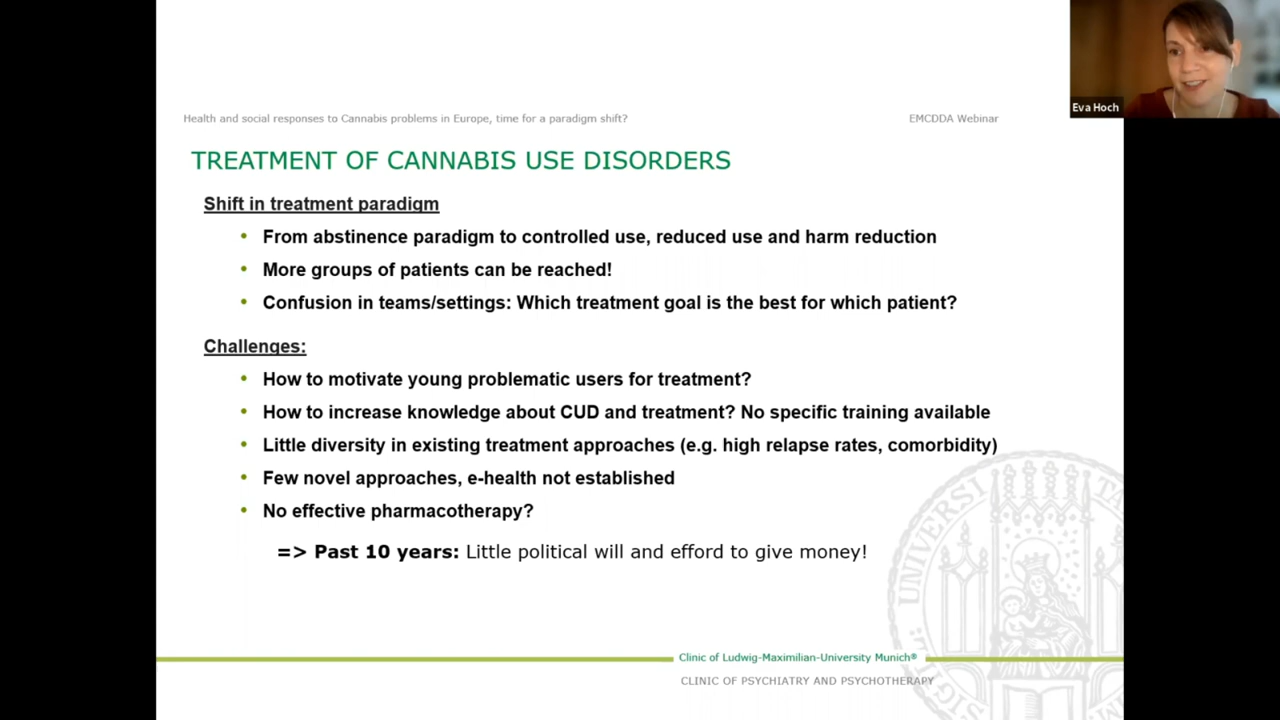 Eva Hoch
Health and social responses to Cannabis problems in Europe, time for a paradigm shift?
EMCDDA Webinar
TREATMENT OF CANNABIS USE DISORDERS
Shift in treatment paradigm
• From abstinence paradigm to controlled use, reduced use and harm reduction
• More groups of patients can be reached!
• Confusion in teams/settings: Which treatment goal is the best for which patient?
Challenges:
• How to motivate young problematic users for treatment?
• How to increase knowledge about CUD and treatment? No specific training available
• Little diversity in existing treatment approaches (e.g. high relapse rates, comorbidity)
• Few novel approaches, e-health not established
• No effective pharmacotherapy?
=> Past 10 years: Little political will and efford to give money!
Clinic of Ludwig-Maximilian-University Munich®
CLINIC OF PSYCHIATRY AND PSYCHOTHERAPY